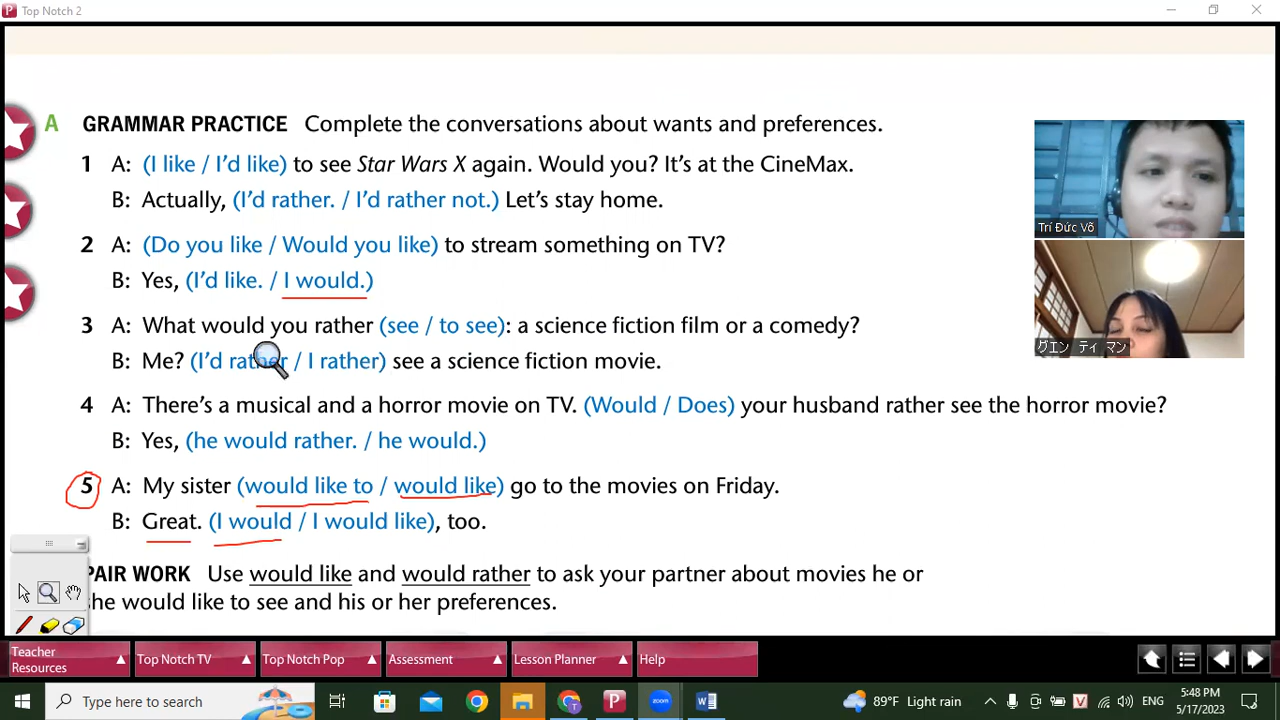 Top Notch 2
A GRAMMAR PRACTICE Complete the conversations about wants and preferences.
1 A: (I like / I'd like) to see Star Wars X again. Would you? It's at the CineMax.
B: Actually, (I'd rather. / I'd rather not.) Let's stay home.
2 A: (Do you like / Would you like) to stream something on TV?
B: Yes, (I'd like. / I would.)
3 A: What would you rather (see / to see): a science fiction film or a comedy?
B: Me? (I'd rather / I rather) see a science fiction movie.
4 A: There's a musical and a horror movie on TV. (Would / Does) your husband rather see the horror movie?
B: Yes, (he would rather. / he would.)
5 A: My sister (would like to / would like) go to the movies on Friday.
B: Great. (I would / I would like), too.
PAIR WORK Use would like and would rather to ask your partner about movies he or
she would like to see and his or her preferences.
Trí Đức Võ
グエン ティ マン
Teacher Resources
Top Notch TV
Top Notch Pop
Assessment
Lesson Planner
Help
Type here to search
zoom
89°F Light rain
V
ENG
5:48 PM
5/17/2023